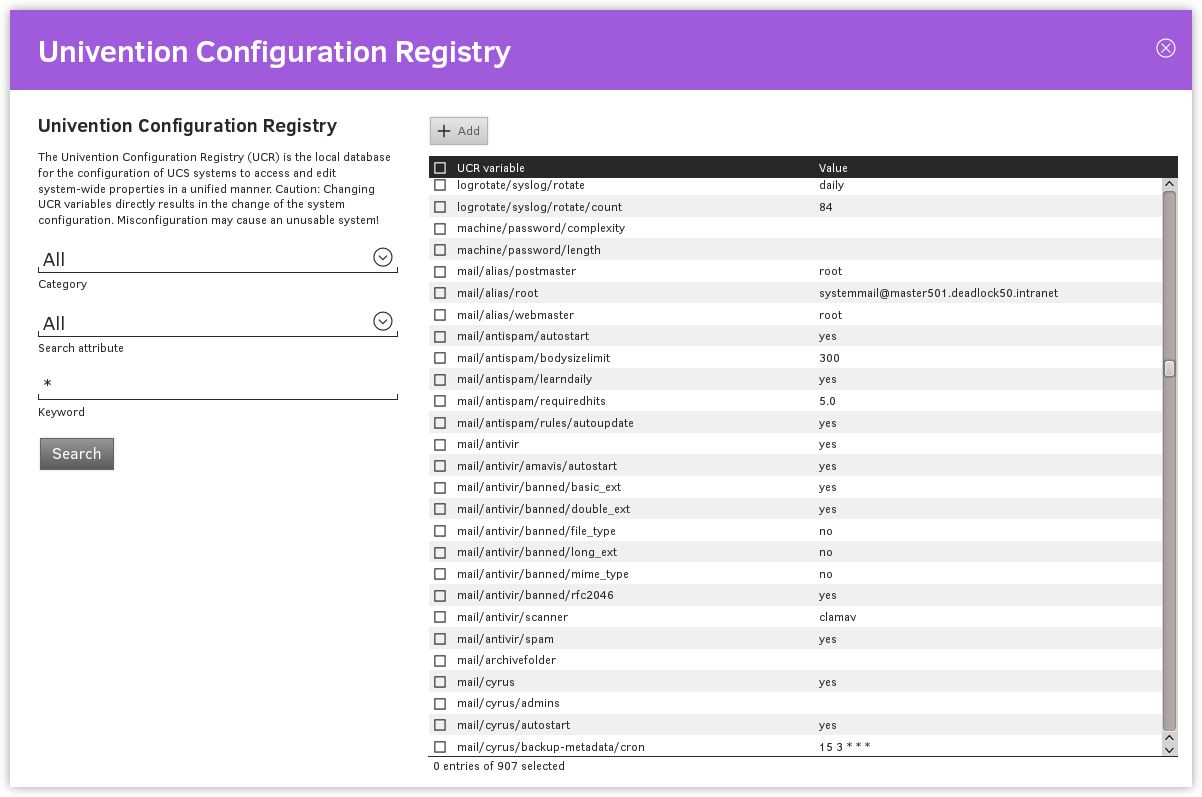 Univention Configuration Registry
Univention Configuration Registry
The Univention Configuration Registry (UCR) is the local database
for the configuration of UCS systems to access and edit
system-wide properties in a unified manner. Caution: Changing
UCR variables directly results in the change of the system
configuration. Misconfiguration may cause an unusable system!
All
Category
All
Search attribute
*
Keyword
Search
Add
UCR variable Value
logrotate/syslog/rotate daily
logrotate/syslog/rotate/count 84
machine/password/complexity
machine/password/length
mail/alias/postmaster root
mail/alias/root systemmail@master501.deadlock50.intranet
mail/alias/webmaster root
mail/antispam/autostart yes
mail/antispam/bodysizelimit 300
mail/antispam/learndaily yes
mail/antispam/requiredhits 5.0
mail/antispam/rules/autoupdate yes
mail/antivir yes
mail/antivir/amavis/autostart yes
mail/antivir/banned/basic_ext yes
mail/antivir/banned/double_ext yes
mail/antivir/banned/file_type no
mail/antivir/banned/long_ext no
mail/antivir/banned/mime_type no
mail/antivir/banned/rfc2046 yes
mail/antivir/scanner clamav
mail/antivir/spam yes
mail/archivefolder
mail/cyrus yes
mail/cyrus/admins
mail/cyrus/autostart yes
mail/cyrus/backup-metadata/cron 15 3 * * *
0 entries of 907 selected